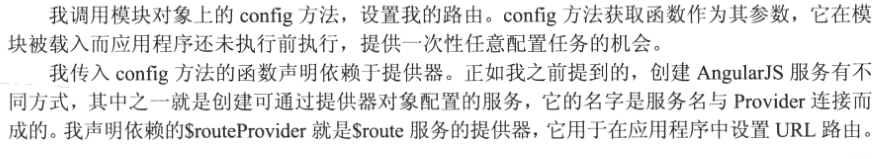 我调用模块对象上的 config 方法，设置我的路由。config 方法获取函数作为其参数，它在模
块被载入而应用程序还未执行前执行，提供一次性任意配置任务的机会。
我传入 config 方法的函数声明依赖于提供器。正如我之前提到的，创建 AngularJS 服务有不
同方式，其中之一就是创建可通过提供器对象配置的服务，它的名字是服务名与 Provider 连接而
成的。我声明依赖的$routeProvider 就是$route 服务的提供器，它用于在应用程序中设置 URL 路由。